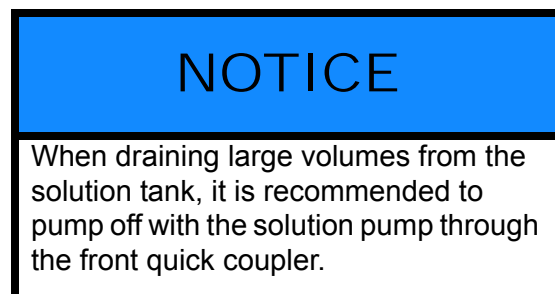 NOTICE
When draining large volumes from the
solution tank, it is recommended to
pump off with the solution pump through
the front quick coupler.